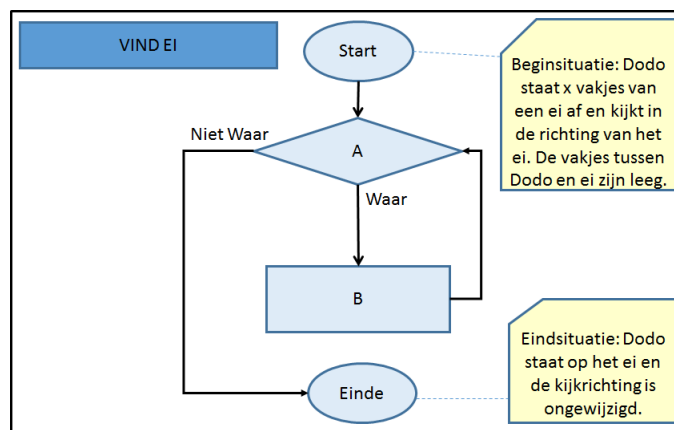 VIND EI
Start
Beginsituatie: Dodo
staat x vakjes van
een ei af en kijkt in
de richting van het
ei. De vakjes tussen
Dodo en ei zijn leeg.
Niet Waar
A
Waar
B
Eindsituatie: Dodo
staat op het ei en
de kijkrichting is
ongewijzigd.
Einde